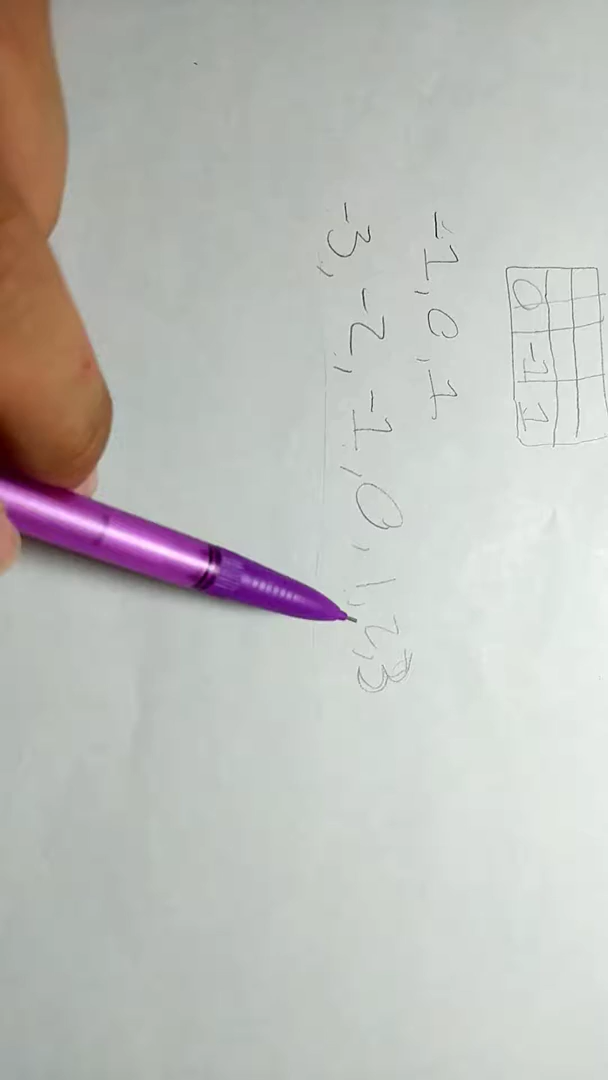 0 -1 1
-1, 0, 1
-3, -2, -1, 0, 1, 2, 3